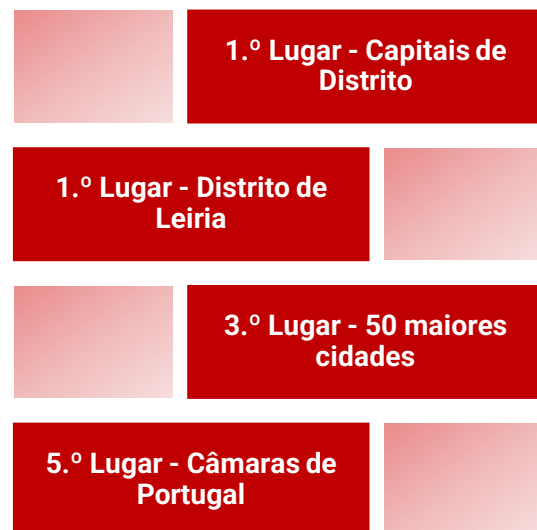 1.º Lugar - Capitais de
Distrito
1.º Lugar - Distrito de
Leiria
3.º Lugar - 50 maiores
cidades
5.º Lugar - Câmaras de
Portugal